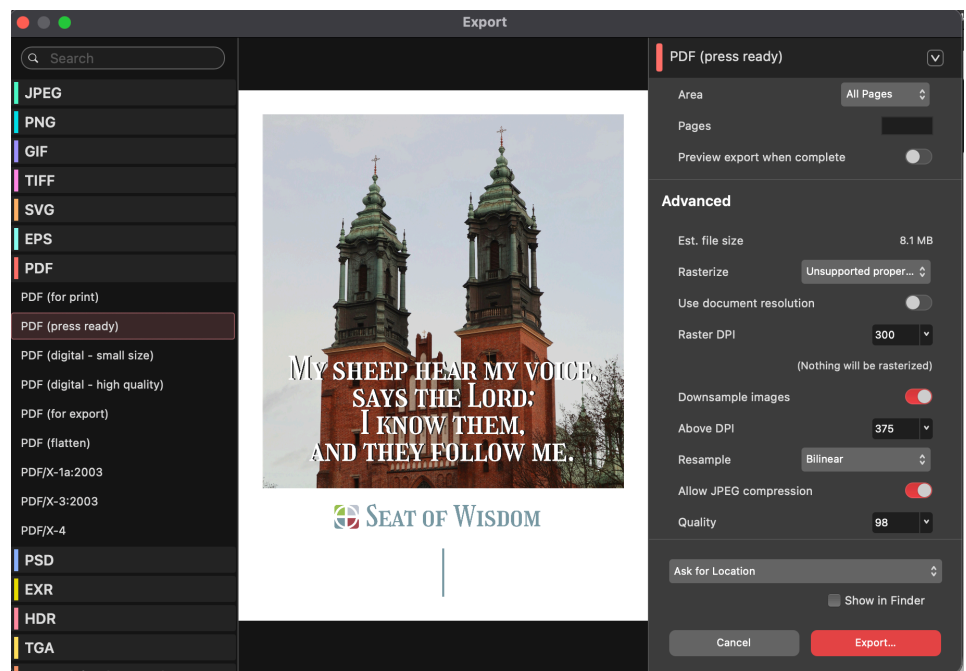 Export
Search
JPEG
PNG
GIF
TIFF
SVG
EPS
PDF
PDF (for print)
PDF (press ready)
PDF (digital - small size)
PDF (digital - high quality)
PDF (for export)
PDF (flatten)
PDF/X-1a:2003
PDF/X-3:2003
PDF/X-4
PSD
EXR
HDR
TGA
My sheep hear my voice,
says the Lord;
I know them,
and they follow me.
Seat of Wisdom
PDF (press ready)
Area All Pages
Pages
Preview export when complete
Advanced
Est. file size 8.1 MB
Rasterize Unsupported proper...
Use document resolution
Raster DPI 300
(Nothing will be rasterized)
Downsample images
Above DPI 375
Resample Bilinear
Allow JPEG compression
Quality 98
Ask for Location
Show in Finder
Cancel Export...